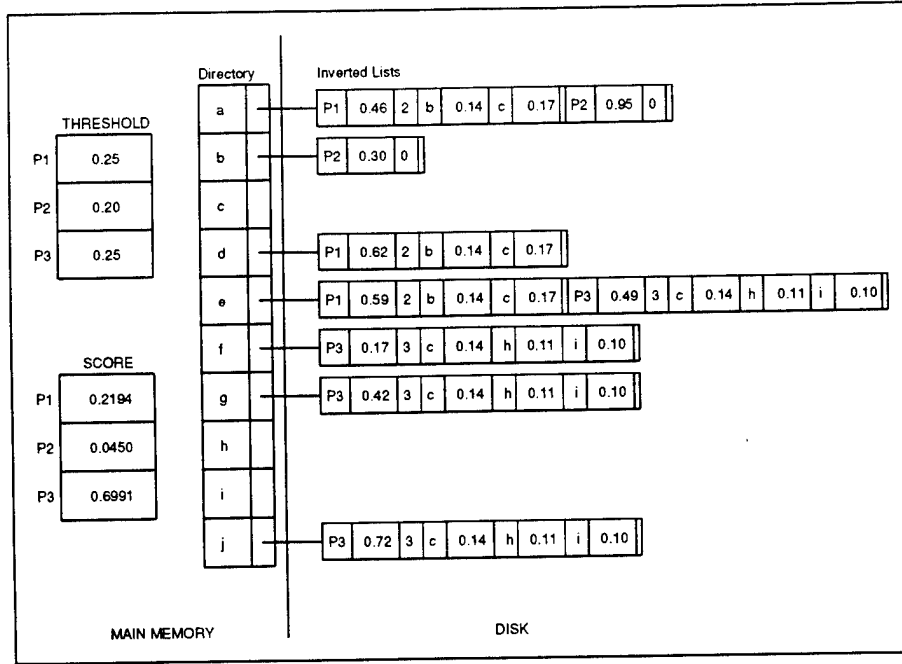 Directory Inverted Lists
a P1 0.46 2 b 0.14 c 0.17 P2 0.95 0
THRESHOLD
P1 0.25
b P2 0.30 0
P2 0.20
c
P3 0.25
d P1 0.62 2 b 0.14 c 0.17
e P1 0.59 2 b 0.14 c 0.17 P3 0.49 3 c 0.14 h 0.11 i 0.10
f P3 0.17 3 c 0.14 h 0.11 i 0.10
SCORE
P1 0.2194
g P3 0.42 3 c 0.14 h 0.11 i 0.10
P2 0.0450
h
P3 0.6991
i
j P3 0.72 3 c 0.14 h 0.11 i 0.10
MAIN MEMORY DISK